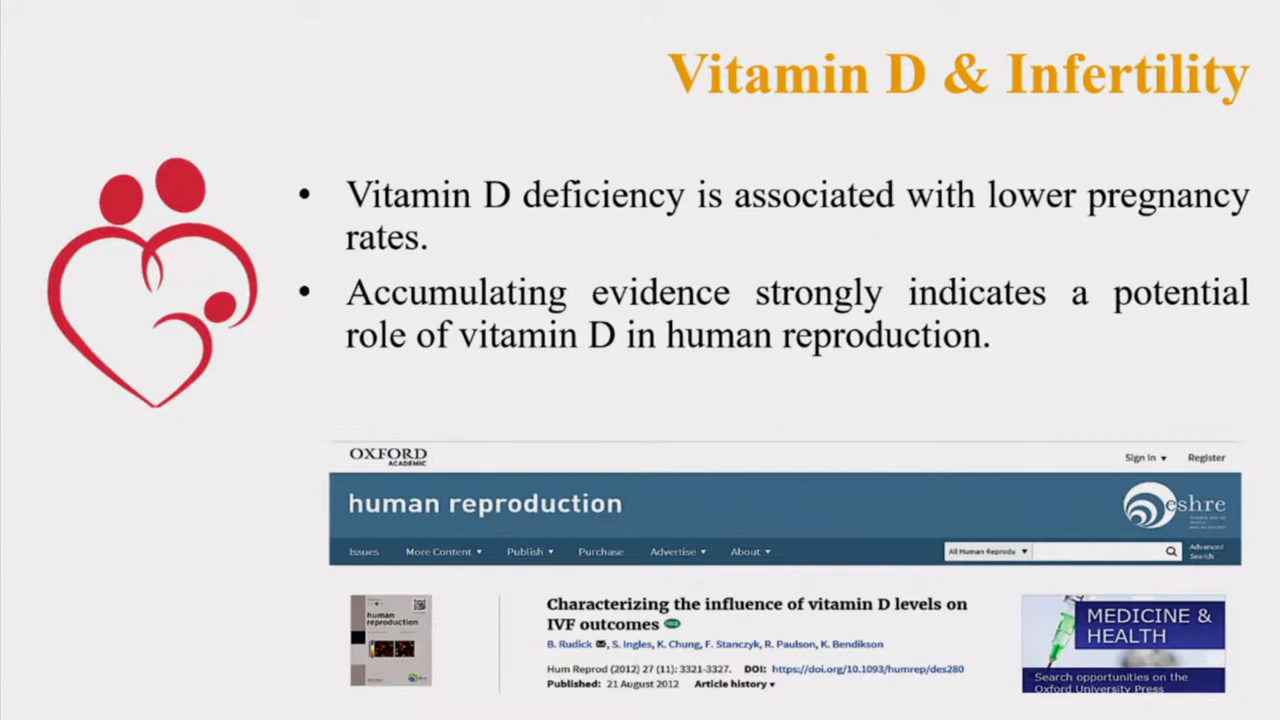 Vitamin D & Infertility
• Vitamin D deficiency is associated with lower pregnancy
rates.
• Accumulating evidence strongly indicates a potential
role of vitamin D in human reproduction.
OXFORD
ACADEMIC
Sign In ▼ Register
human reproduction
eshre
Issues More Content ▼ Publish ▼ Purchase Advertise ▼ About ▼
All Human Reprodu ▼
Advanced
Search
human
reproduction
Characterizing the influence of vitamin D levels on
IVF outcomes
B. Rudick ✉, S. Ingles, K. Chung, F. Stanczyk, R. Paulson, K. Bendikson
Hum Reprod (2012) 27 (11): 3321-3327. DOI: https://doi.org/10.1093/humrep/des280
Published: 21 August 2012 Article history ▼
MEDICINE &
HEALTH
Search opportunities on the
Oxford University Press